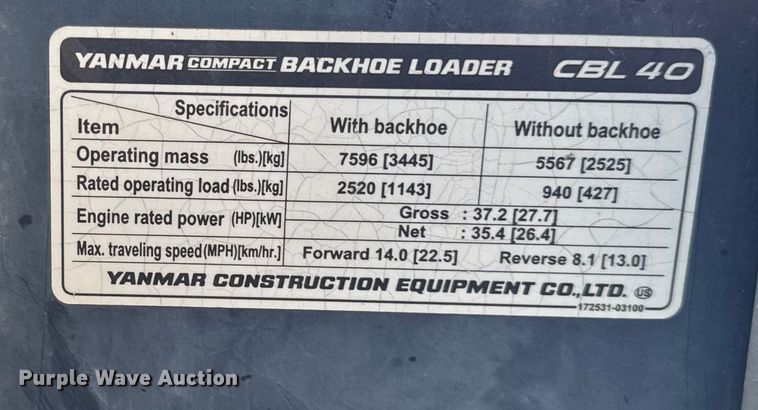 YANMAR COMPACT BACKHOE LOADER CBL 40
Specifications
Item With backhoe Without backhoe
Operating mass (lbs.)[kg] 7596 [3445] 5567 [2525]
Rated operating load (lbs.)[kg] 2520 [1143] 940 [427]
Engine rated power (HP)[kW] Gross : 37.2 [27.7]
Net : 35.4 [26.4]
Max. traveling speed (MPH)[km/hr.] Forward 14.0 [22.5] Reverse 8.1 [13.0]
YANMAR CONSTRUCTION EQUIPMENT CO.,LTD. US
172531-03100
Purple Wave Auction